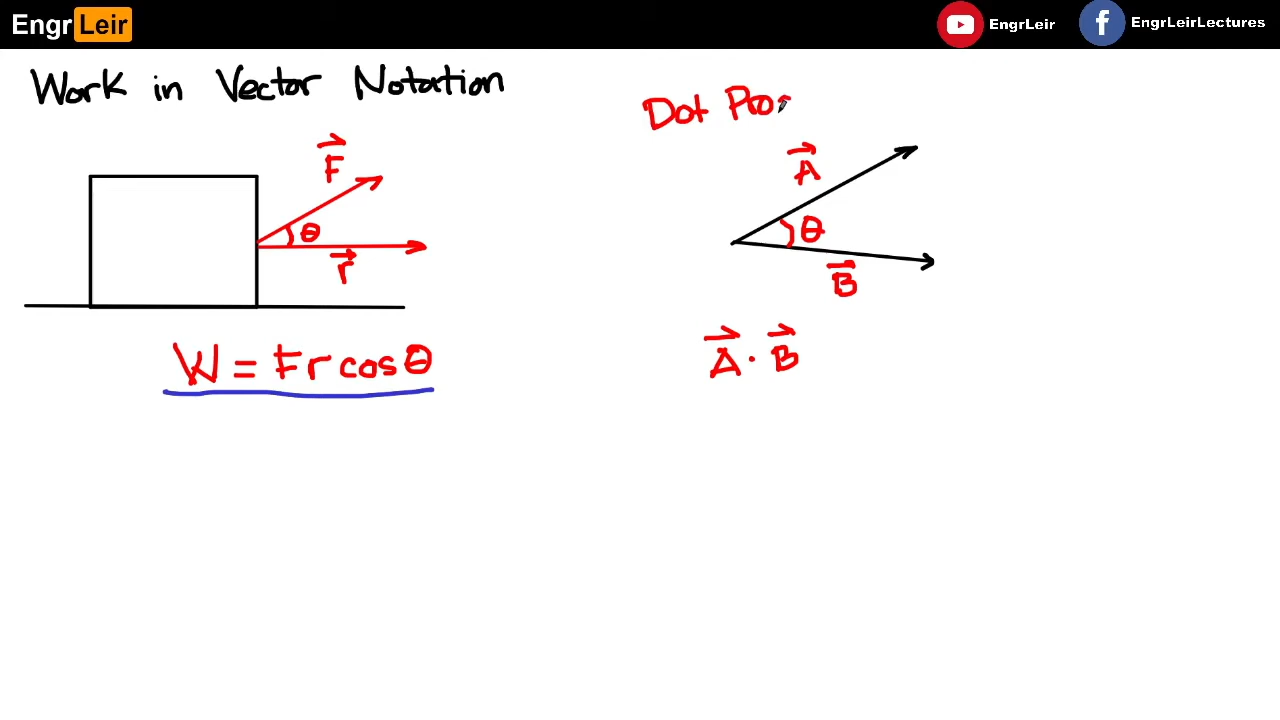 EngrLeir
EngrLeir
EngrLeirLectures
Work in Vector Notation
Dot Pro
F⃗
θ
r⃗
W = Fr cos θ
A⃗
θ
B⃗
A⃗ · B⃗